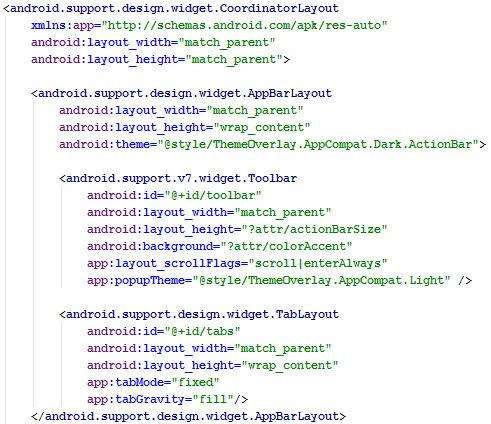 <android.support.design.widget.CoordinatorLayout
    xmlns:app="http://schemas.android.com/apk/res-auto"
    android:layout_width="match_parent"
    android:layout_height="match_parent">

    <android.support.design.widget.AppBarLayout
        android:layout_width="match_parent"
        android:layout_height="wrap_content"
        android:theme="@style/ThemeOverlay.AppCompat.Dark.ActionBar">

        <android.support.v7.widget.Toolbar
            android:id="@+id/toolbar"
            android:layout_width="match_parent"
            android:layout_height="?attr/actionBarSize"
            android:background="?attr/colorAccent"
            app:layout_scrollFlags="scroll|enterAlways"
            app:popupTheme="@style/ThemeOverlay.AppCompat.Light" />

        <android.support.design.widget.TabLayout
            android:id="@+id/tabs"
            android:layout_width="match_parent"
            android:layout_height="wrap_content"
            app:tabMode="fixed"
            app:tabGravity="fill"/>
    </android.support.design.widget.AppBarLayout>